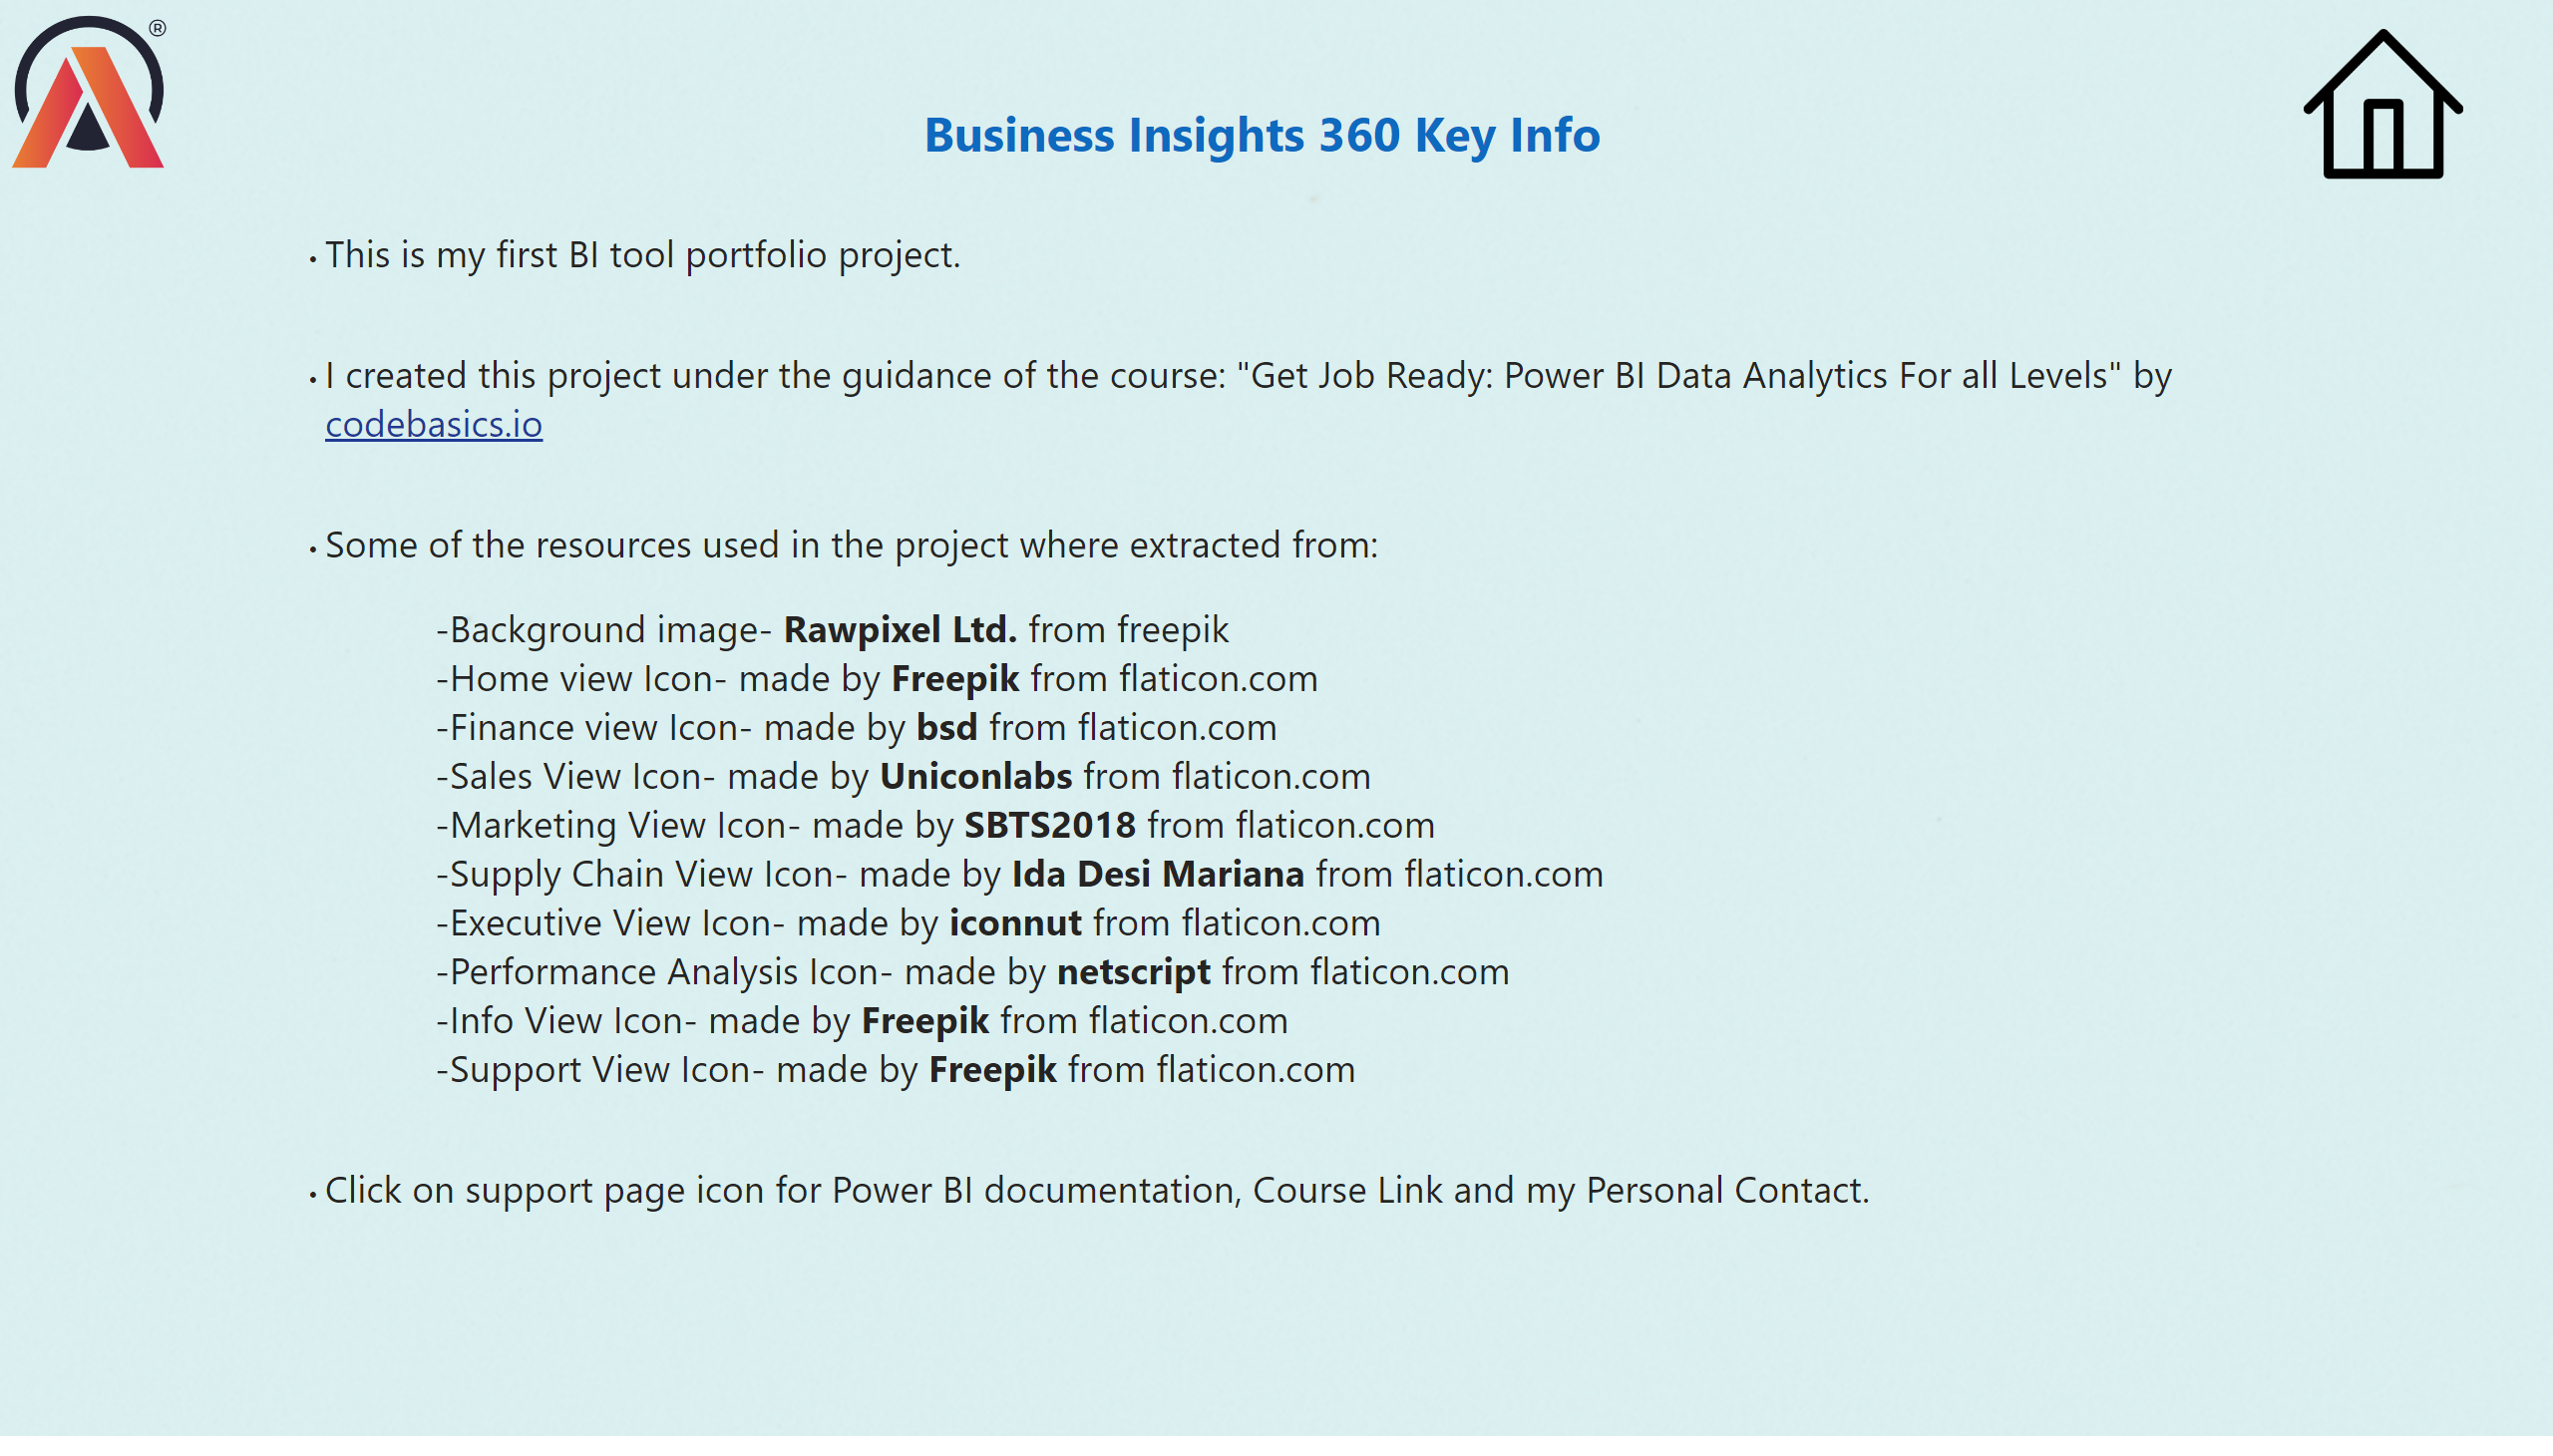 ®
Business Insights 360 Key Info
• This is my first BI tool portfolio project.
• I created this project under the guidance of the course: "Get Job Ready: Power BI Data Analytics For all Levels" by
codebasics.io
• Some of the resources used in the project where extracted from:
-Background image- Rawpixel Ltd. from freepik
-Home view Icon- made by Freepik from flaticon.com
-Finance view Icon- made by bsd from flaticon.com
-Sales View Icon- made by Uniconlabs from flaticon.com
-Marketing View Icon- made by SBTS2018 from flaticon.com
-Supply Chain View Icon- made by Ida Desi Mariana from flaticon.com
-Executive View Icon- made by iconnut from flaticon.com
-Performance Analysis Icon- made by netscript from flaticon.com
-Info View Icon- made by Freepik from flaticon.com
-Support View Icon- made by Freepik from flaticon.com
• Click on support page icon for Power BI documentation, Course Link and my Personal Contact.